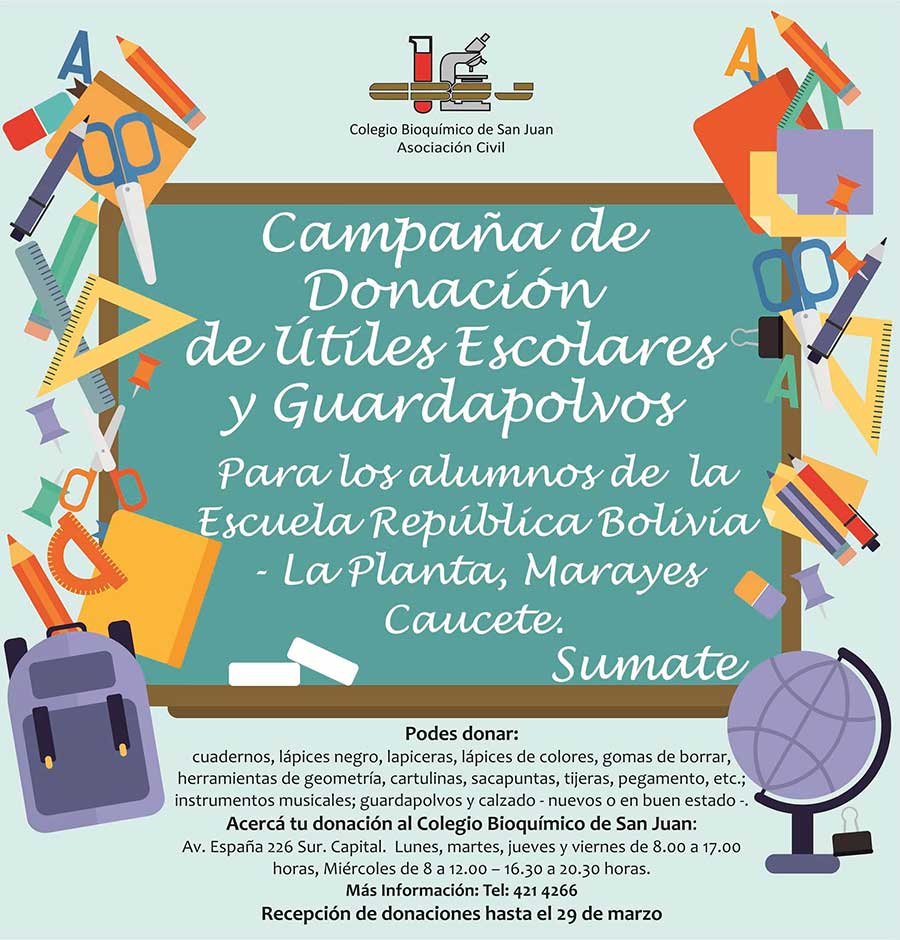 Colegio Bioquímico de San Juan
Asociación Civil
A
A
Campaña de
Donación
de Útiles Escolares
y Guardapolvos
A
Para los alumnos de la
Escuela República Bolivia
- La Planta, Marayes
Caucete.
Sumate
Podes donar:
cuadernos, lápices negro, lapiceras, lápices de colores, gomas de borrar,
herramientas de geometría, cartulinas, sacapuntas, tijeras, pegamento, etc.;
instrumentos musicales; guardapolvos y calzado - nuevos o en buen estado -.
Acercá tu donación al Colegio Bioquímico de San Juan:
Av. España 226 Sur. Capital. Lunes, martes, jueves y viernes de 8.00 a 17.00
horas, Miércoles de 8 a 12.00 – 16.30 a 20.30 horas.
Más Información: Tel: 421 4266
Recepción de donaciones hasta el 29 de marzo